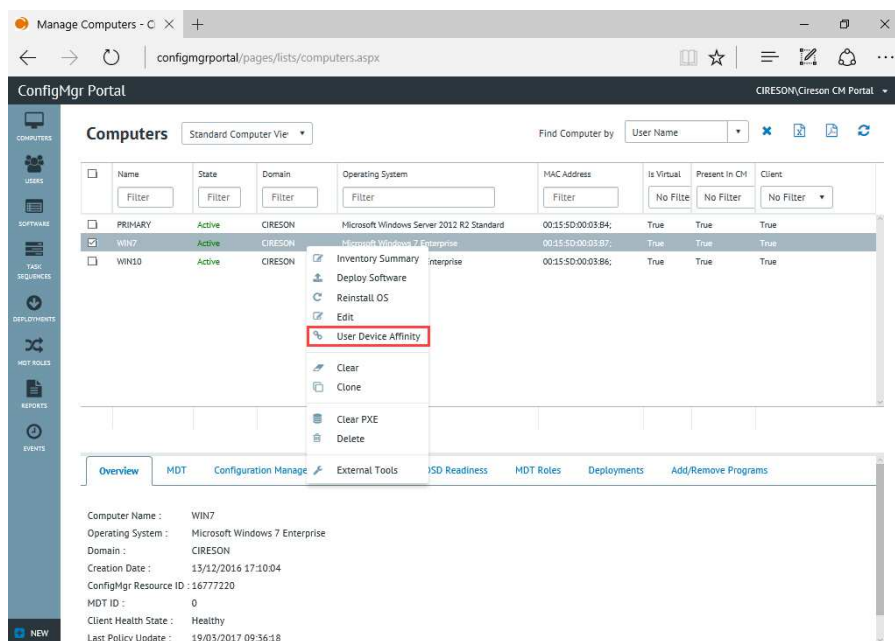 Manage Computers - Ci
configmgrportal/pages/lists/computers.aspx
ConfigMgr Portal
CIRESON\Cireson CM Portal
COMPUTERS
USERS
SOFTWARE
TASK SEQUENCES
DEPLOYMENTS
MDT ROLES
REPORTS
EVENTS
NEW
Computers
Standard Computer Vie
Find Computer by
User Name
Name State Domain Operating System MAC Address Is Virtual Present In CM Client
Filter Filter Filter Filter Filter No Filte No Filter No Filter
PRIMARY Active CIRESON Microsoft Windows Server 2012 R2 Standard 00:15:5D:00:03:B4; True True True
WIN7 Active CIRESON Microsoft Windows 7 Enterprise 00:15:5D:00:03:B7; True True True
WIN10 Active CIRESON nterprise 00:15:5D:00:03:B6; True True True
Inventory Summary
Deploy Software
Reinstall OS
Edit
User Device Affinity
Clear
Clone
Clear PXE
Delete
External Tools
Overview MDT Configuration Manage SD Readiness MDT Roles Deployments Add/Remove Programs
Computer Name : WIN7
Operating System : Microsoft Windows 7 Enterprise
Domain : CIRESON
Creation Date : 13/12/2016 17:10:04
ConfigMgr Resource ID : 16777220
MDT ID : 0
Client Health State : Healthy
Last Policy Update : 19/03/2017 09:36:18